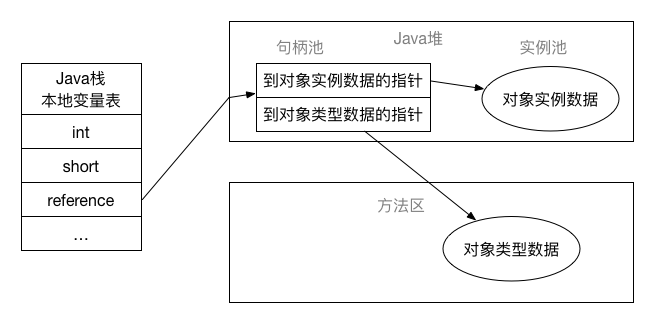 Java栈
本地变量表
int
short
reference
…
Java堆
句柄池
实例池
到对象实例数据的指针
到对象类型数据的指针
对象实例数据
方法区
对象类型数据